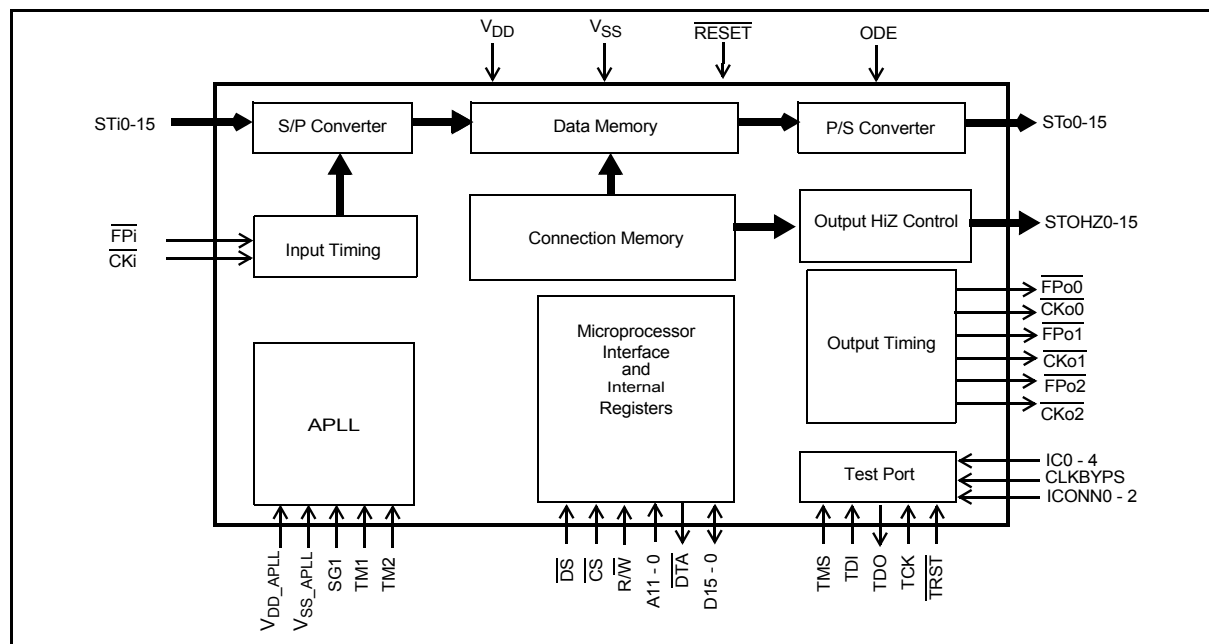 VDD
VSS
RESET
ODE
STi0-15
S/P Converter
Data Memory
P/S Converter
STo0-15
FPi
CKi
Input Timing
Connection Memory
Output HiZ Control
STOHZ0-15
Microprocessor
Interface
and
Internal
Registers
Output Timing
FPo0
CKo0
FPo1
CKo1
FPo2
CKo2
APLL
Test Port
IC0 - 4
CLKBYPS
ICONN0 - 2
VDD_APLL
VSS_APLL
SG1
TM1
TM2
DS
CS
R/W
A11 - 0
DTA
D15 - 0
TMS
TDI
TDO
TCK
TRST